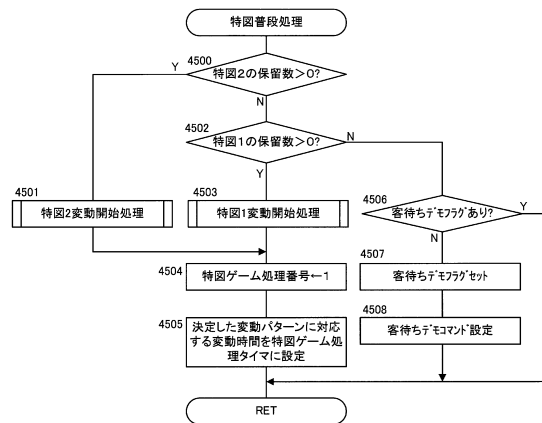 特図普段処理
4500
Y
特図2の保留数>0?
N
4502
特図1の保留数>0?
N
Y
4501
特図2変動開始処理
4503
特図1変動開始処理
4506
客待ちデモフラグあり?
Y
N
4504
特図ゲーム処理番号←1
4507
客待ちデモフラグセット
4505
決定した変動パターンに対応
する変動時間を特図ゲーム処
理タイマに設定
4508
客待ちデモコマンド設定
RET